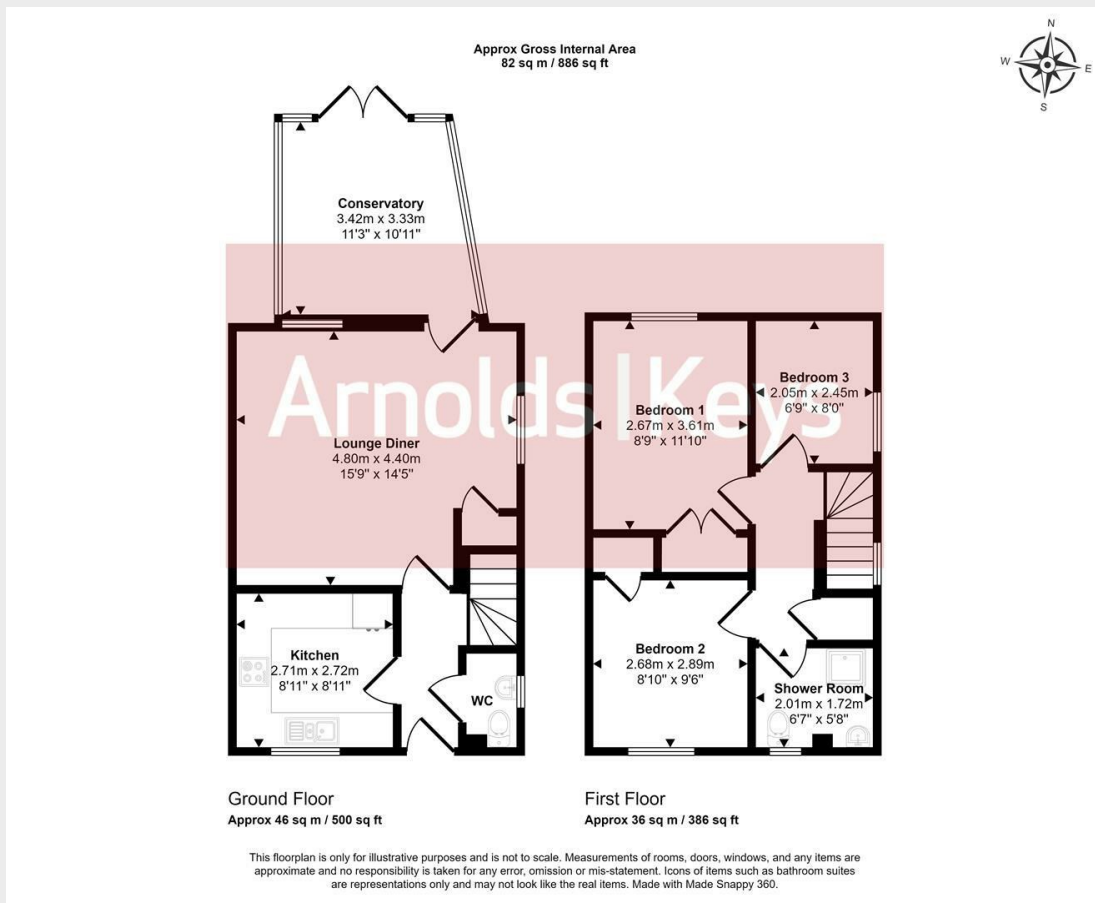 Approx Gross Internal Area
82 sq m / 886 sq ft
N
W
E
S
Conservatory
3.42m x 3.33m
11'3" x 10'11"
Arnolds|Keys
Lounge Diner
4.80m x 4.40m
15'9" x 14'5"
Kitchen
2.71m x 2.72m
8'11" x 8'11"
WC
Bedroom 1
2.67m x 3.61m
8'9" x 11'10"
Bedroom 3
2.05m x 2.45m
6'9" x 8'0"
Bedroom 2
2.68m x 2.89m
8'10" x 9'6"
Shower Room
2.01m x 1.72m
6'7" x 5'8"
Ground Floor
Approx 46 sq m / 500 sq ft
First Floor
Approx 36 sq m / 386 sq ft
This floorplan is only for illustrative purposes and is not to scale. Measurements of rooms, doors, windows, and any items are
approximate and no responsibility is taken for any error, omission or mis-statement. Icons of items such as bathroom suites
are representations only and may not look like the real items. Made with Made Snappy 360.